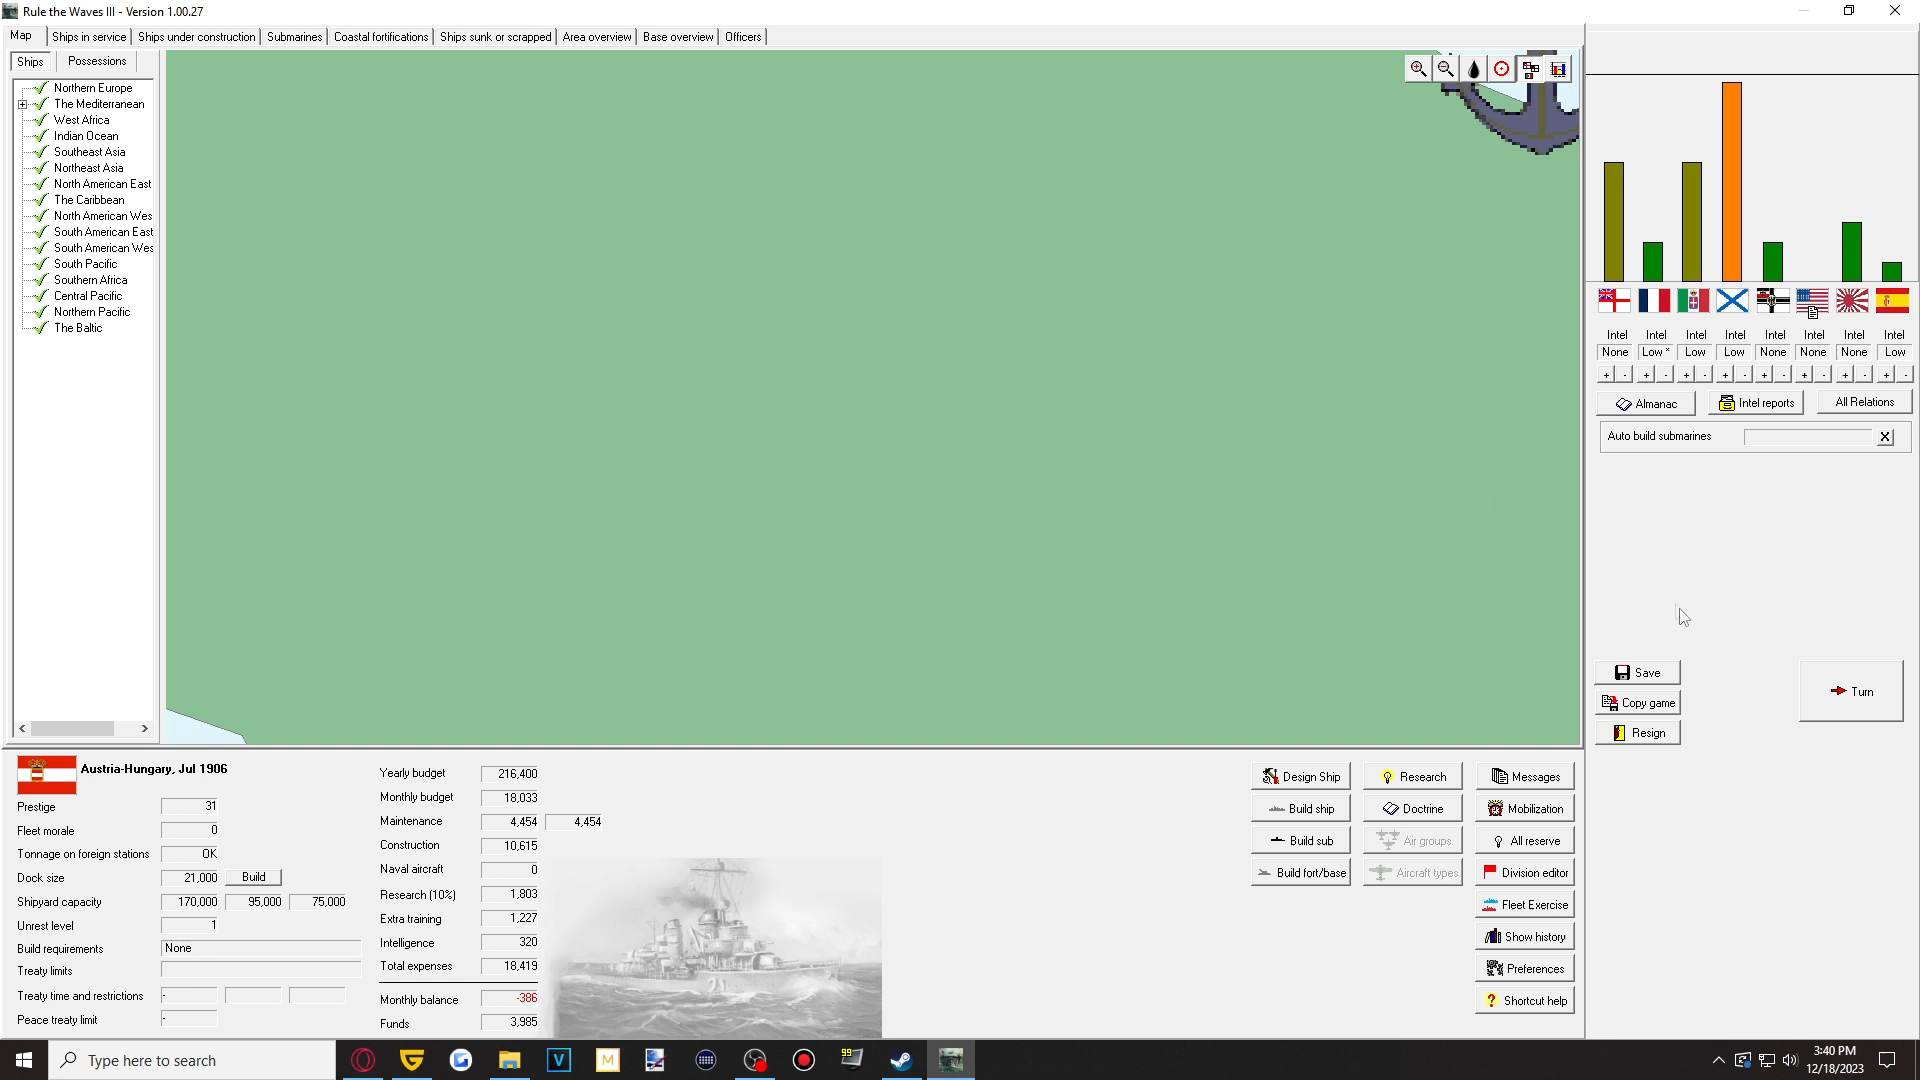 Rule the Waves III - Version 1.00.27
Map
Ships in service
Ships under construction
Submarines
Coastal fortifications
Ships sunk or scrapped
Area overview
Base overview
Officers
Ships
Possessions
Northern Europe
The Mediterranean
West Africa
Indian Ocean
Southeast Asia
Northeast Asia
North American East
The Caribbean
North American Wes
South American East
South American Wes
South Pacific
Southern Africa
Central Pacific
Northern Pacific
The Baltic
Intel Intel Intel Intel Intel Intel Intel Intel
None Low * Low Low None None None Low
+ - + - + - + - + - + - + - + -
Almanac
Intel reports
All Relations
Auto build submarines
X
Save
Copy game
Resign
Turn
Austria-Hungary, Jul 1906
Prestige 31
Fleet morale 0
Tonnage on foreign stations OK
Dock size 21,000 Build
Shipyard capacity 170,000 95,000 75,000
Unrest level 1
Build requirements None
Treaty limits
Treaty time and restrictions -
Peace treaty limit -
Yearly budget 216,400
Monthly budget 18,033
Maintenance 4,454 4,454
Construction 10,615
Naval aircraft 0
Research (10%) 1,803
Extra training 1,227
Intelligence 320
Total expenses 18,419
Monthly balance -386
Funds 3,985
Design Ship
Build ship
Build sub
Build fort/base
Research
Doctrine
Air groups
Aircraft types
Messages
Mobilization
All reserve
Division editor
Fleet Exercise
Show history
Preferences
? Shortcut help
Type here to search
V
M
99
3:40 PM
12/18/2023